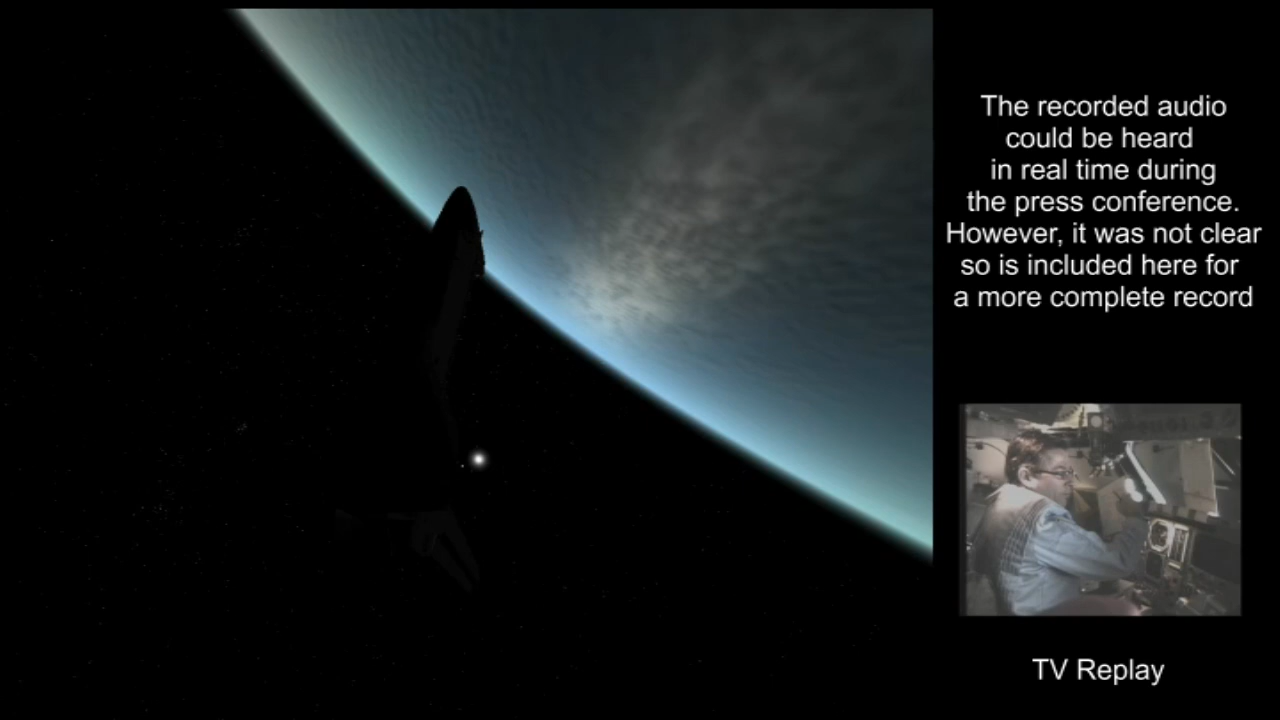 The recorded audio
could be heard
in real time during
the press conference.
However, it was not clear
so is included here for
a more complete record
TV Replay